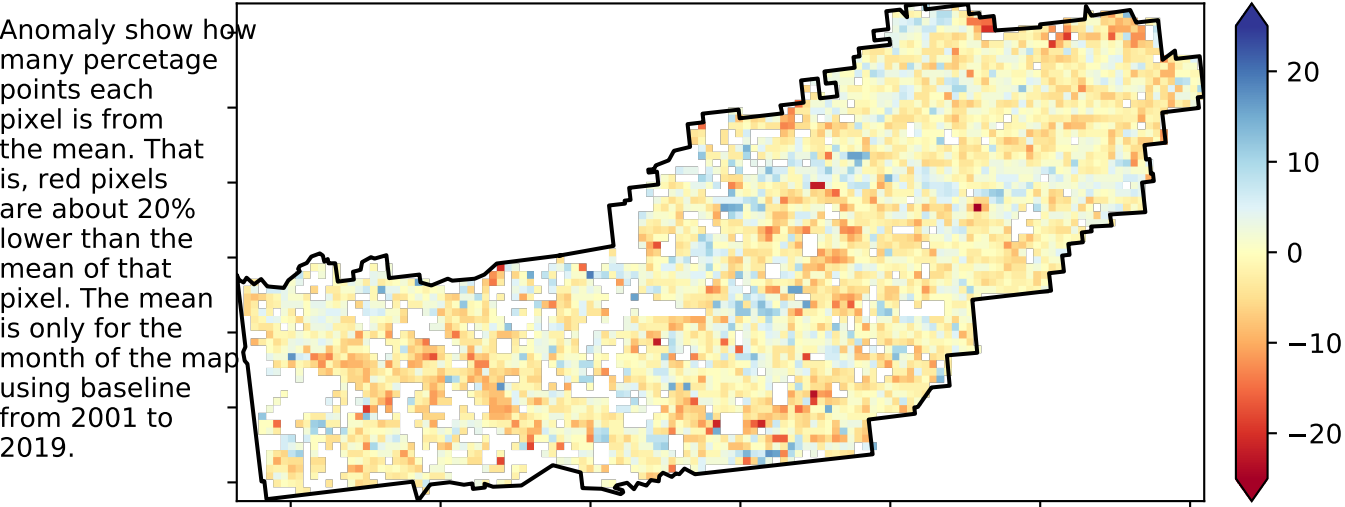 Anomaly show how
many percetage
points each
pixel is from
the mean. That
is, red pixels
are about 20%
lower than the
mean of that
pixel. The mean
is only for the
month of the map
using baseline
from 2001 to
2019.
20
10
0
−10
−20